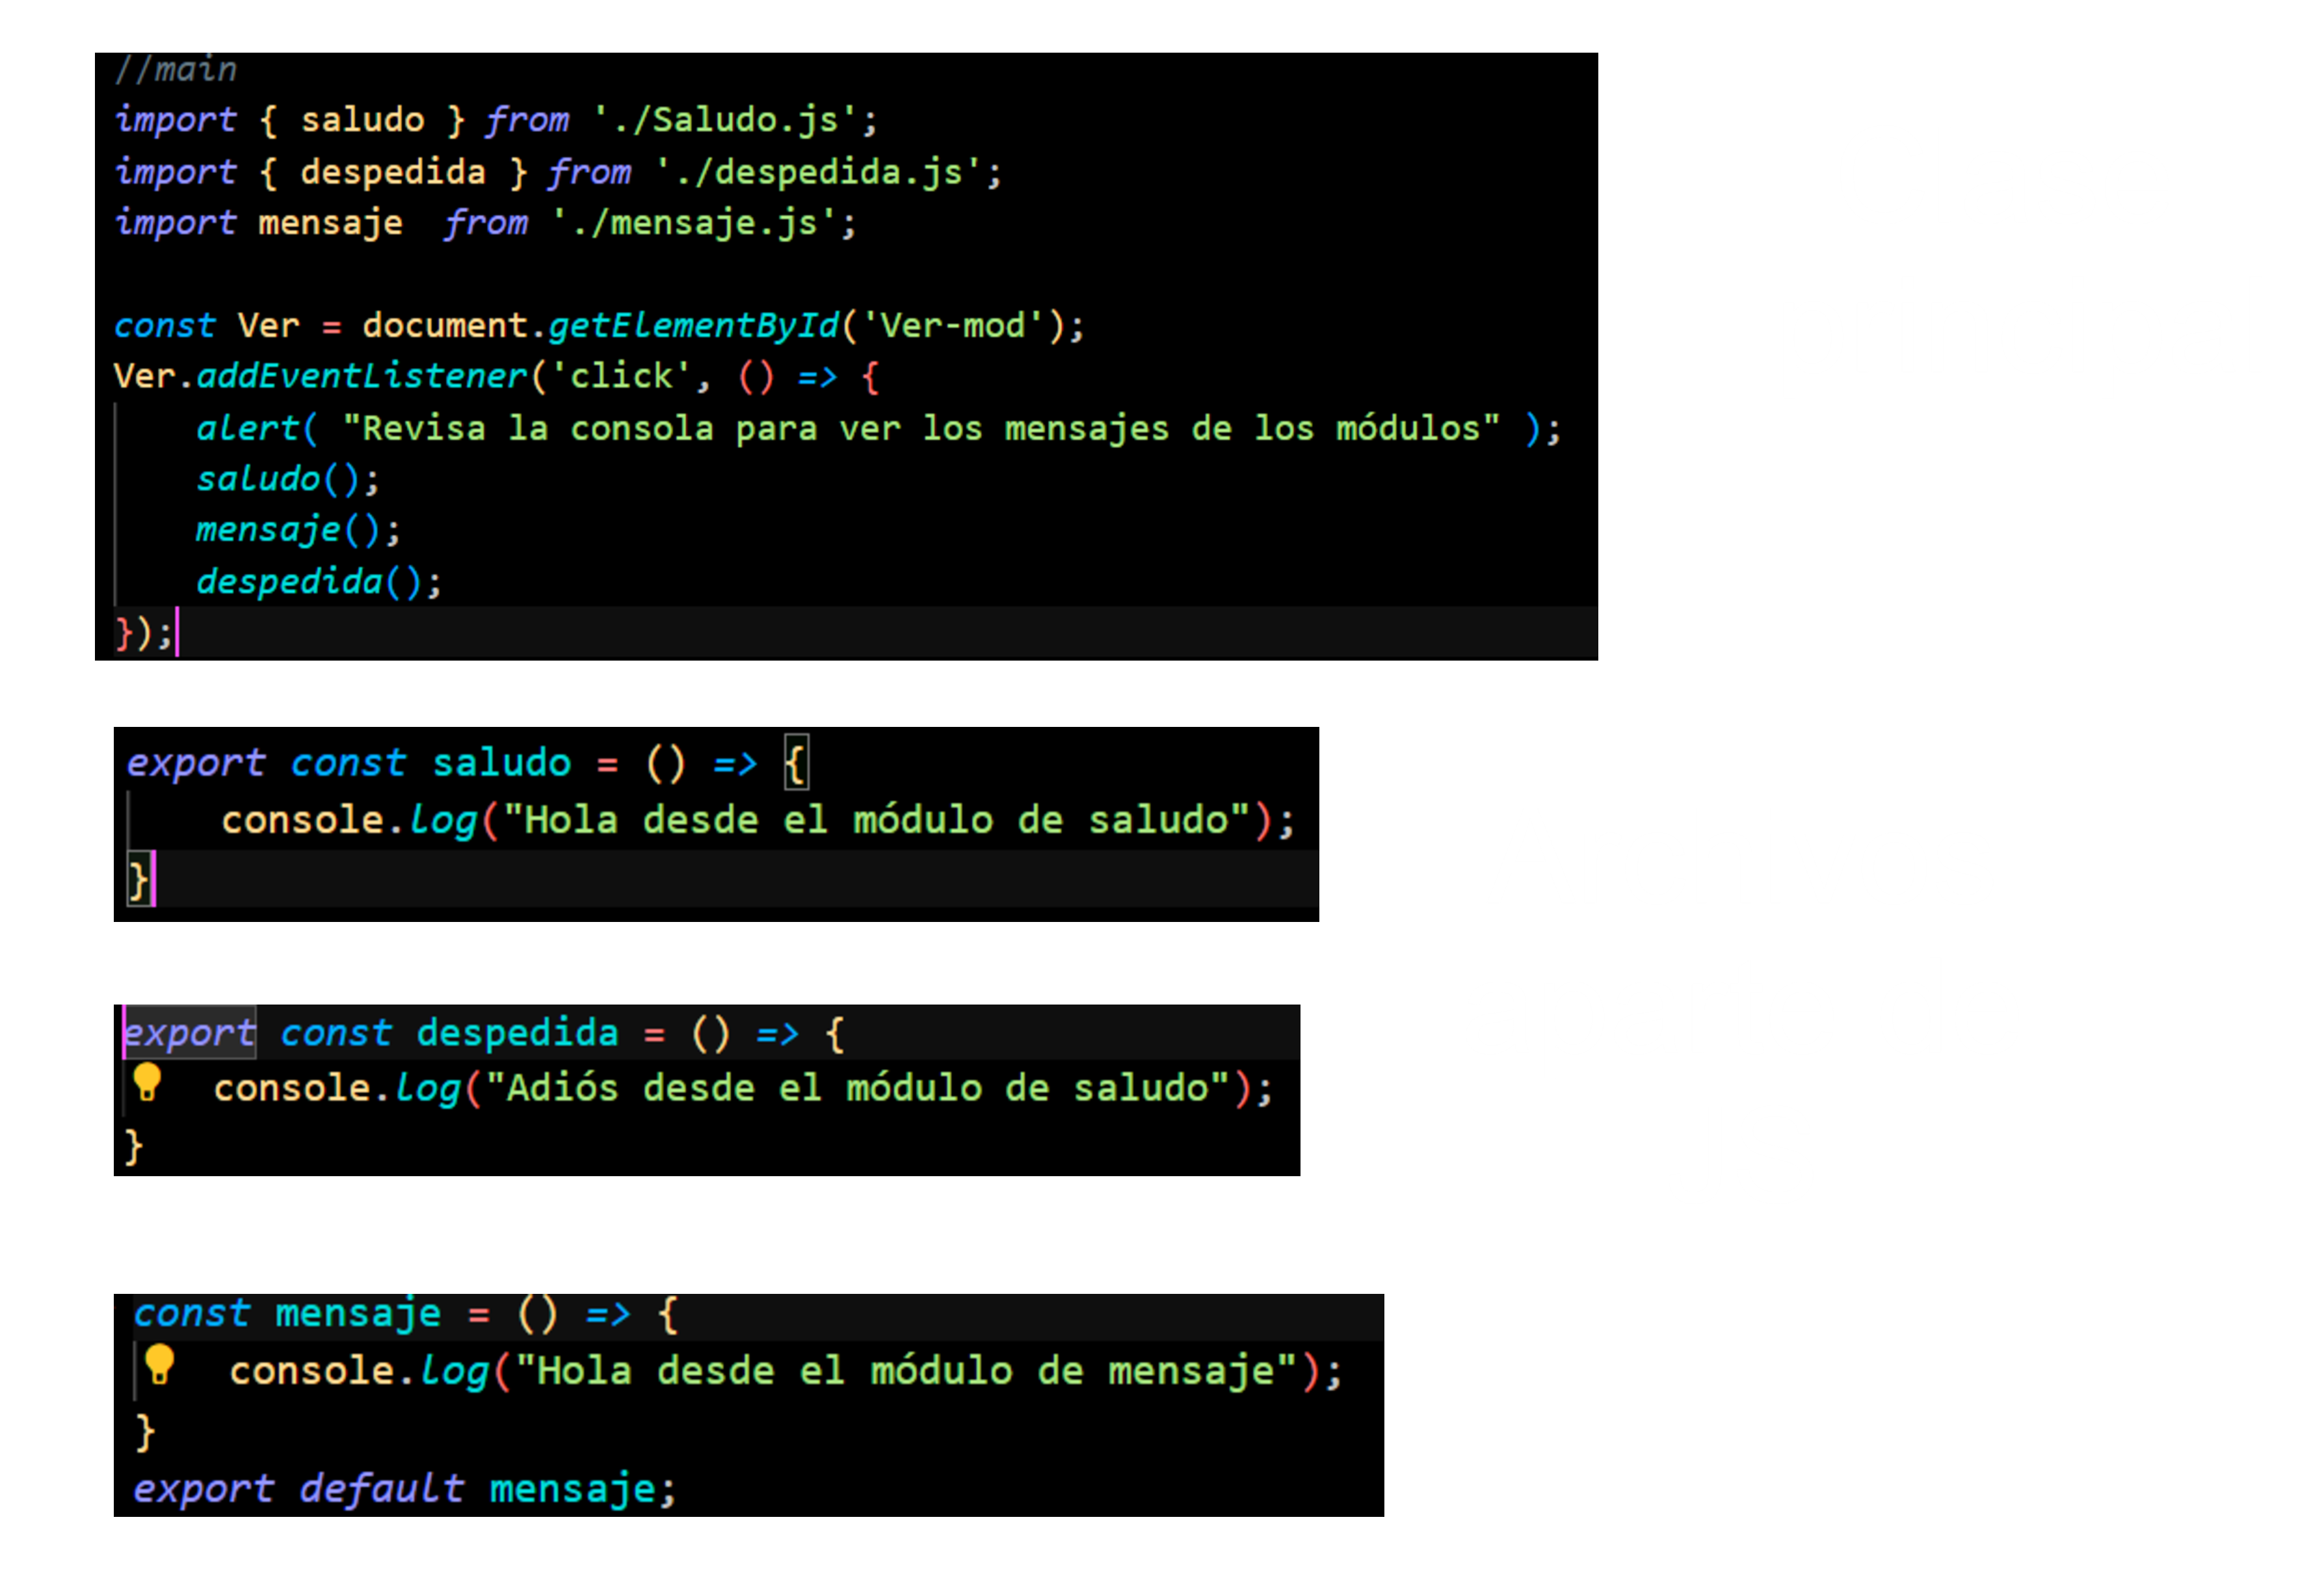 //main
import { saludo } from './Saludo.js';
import { despedida } from './despedida.js';
import mensaje  from './mensaje.js';
const Ver = document.getElementById('Ver-mod');
Ver.addEventListener('click', () => {
    alert( "Revisa la consola para ver los mensajes de los módulos" );
    saludo();
    mensaje();
    despedida();
});
export const saludo = () => {
    console.log("Hola desde el módulo de saludo");
}
export const despedida = () => {
    console.log("Adiós desde el módulo de saludo");
}
const mensaje = () => {
    console.log("Hola desde el módulo de mensaje");
}
export default mensaje;